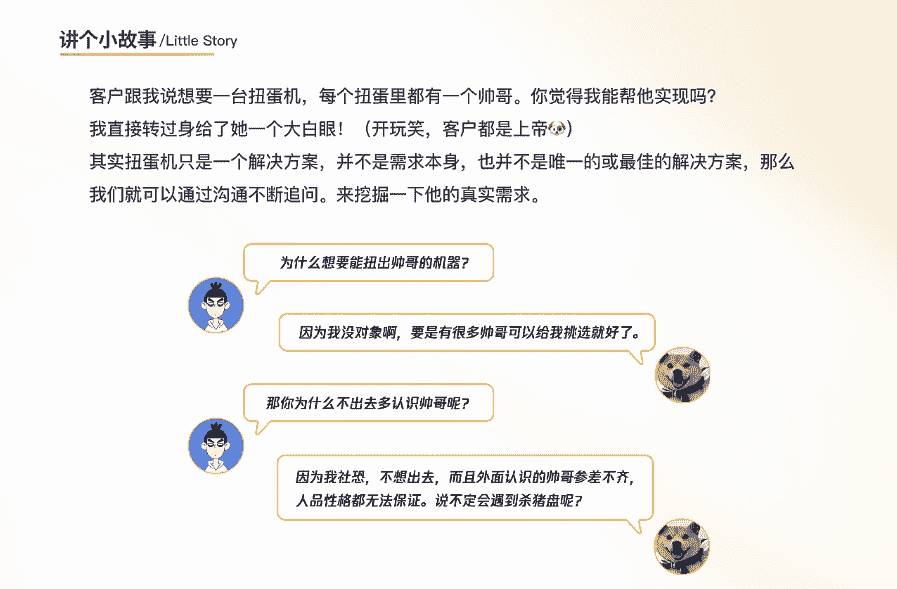 讲个小故事/Little Story
客户跟我说想要一台扭蛋机，每个扭蛋里都有一个帅哥。你觉得我能帮他实现吗？
我直接转过身给了她一个大白眼！（开玩笑，客户都是上帝🐶）
其实扭蛋机只是一个解决方案，并不是需求本身，也并不是唯一的或最佳的解决方案，那么
我们就可以通过沟通不断追问。来挖掘一下他的真实需求。
为什么想要能扭出帅哥的机器？
因为我没对象啊，要是有很多帅哥可以给我挑选就好了。
那你为什么不出去多认识帅哥呢？
因为我社恐，不想出去，而且外面认识的帅哥参差不齐，
人品性格都无法保证。说不定会遇到杀猪盘呢？